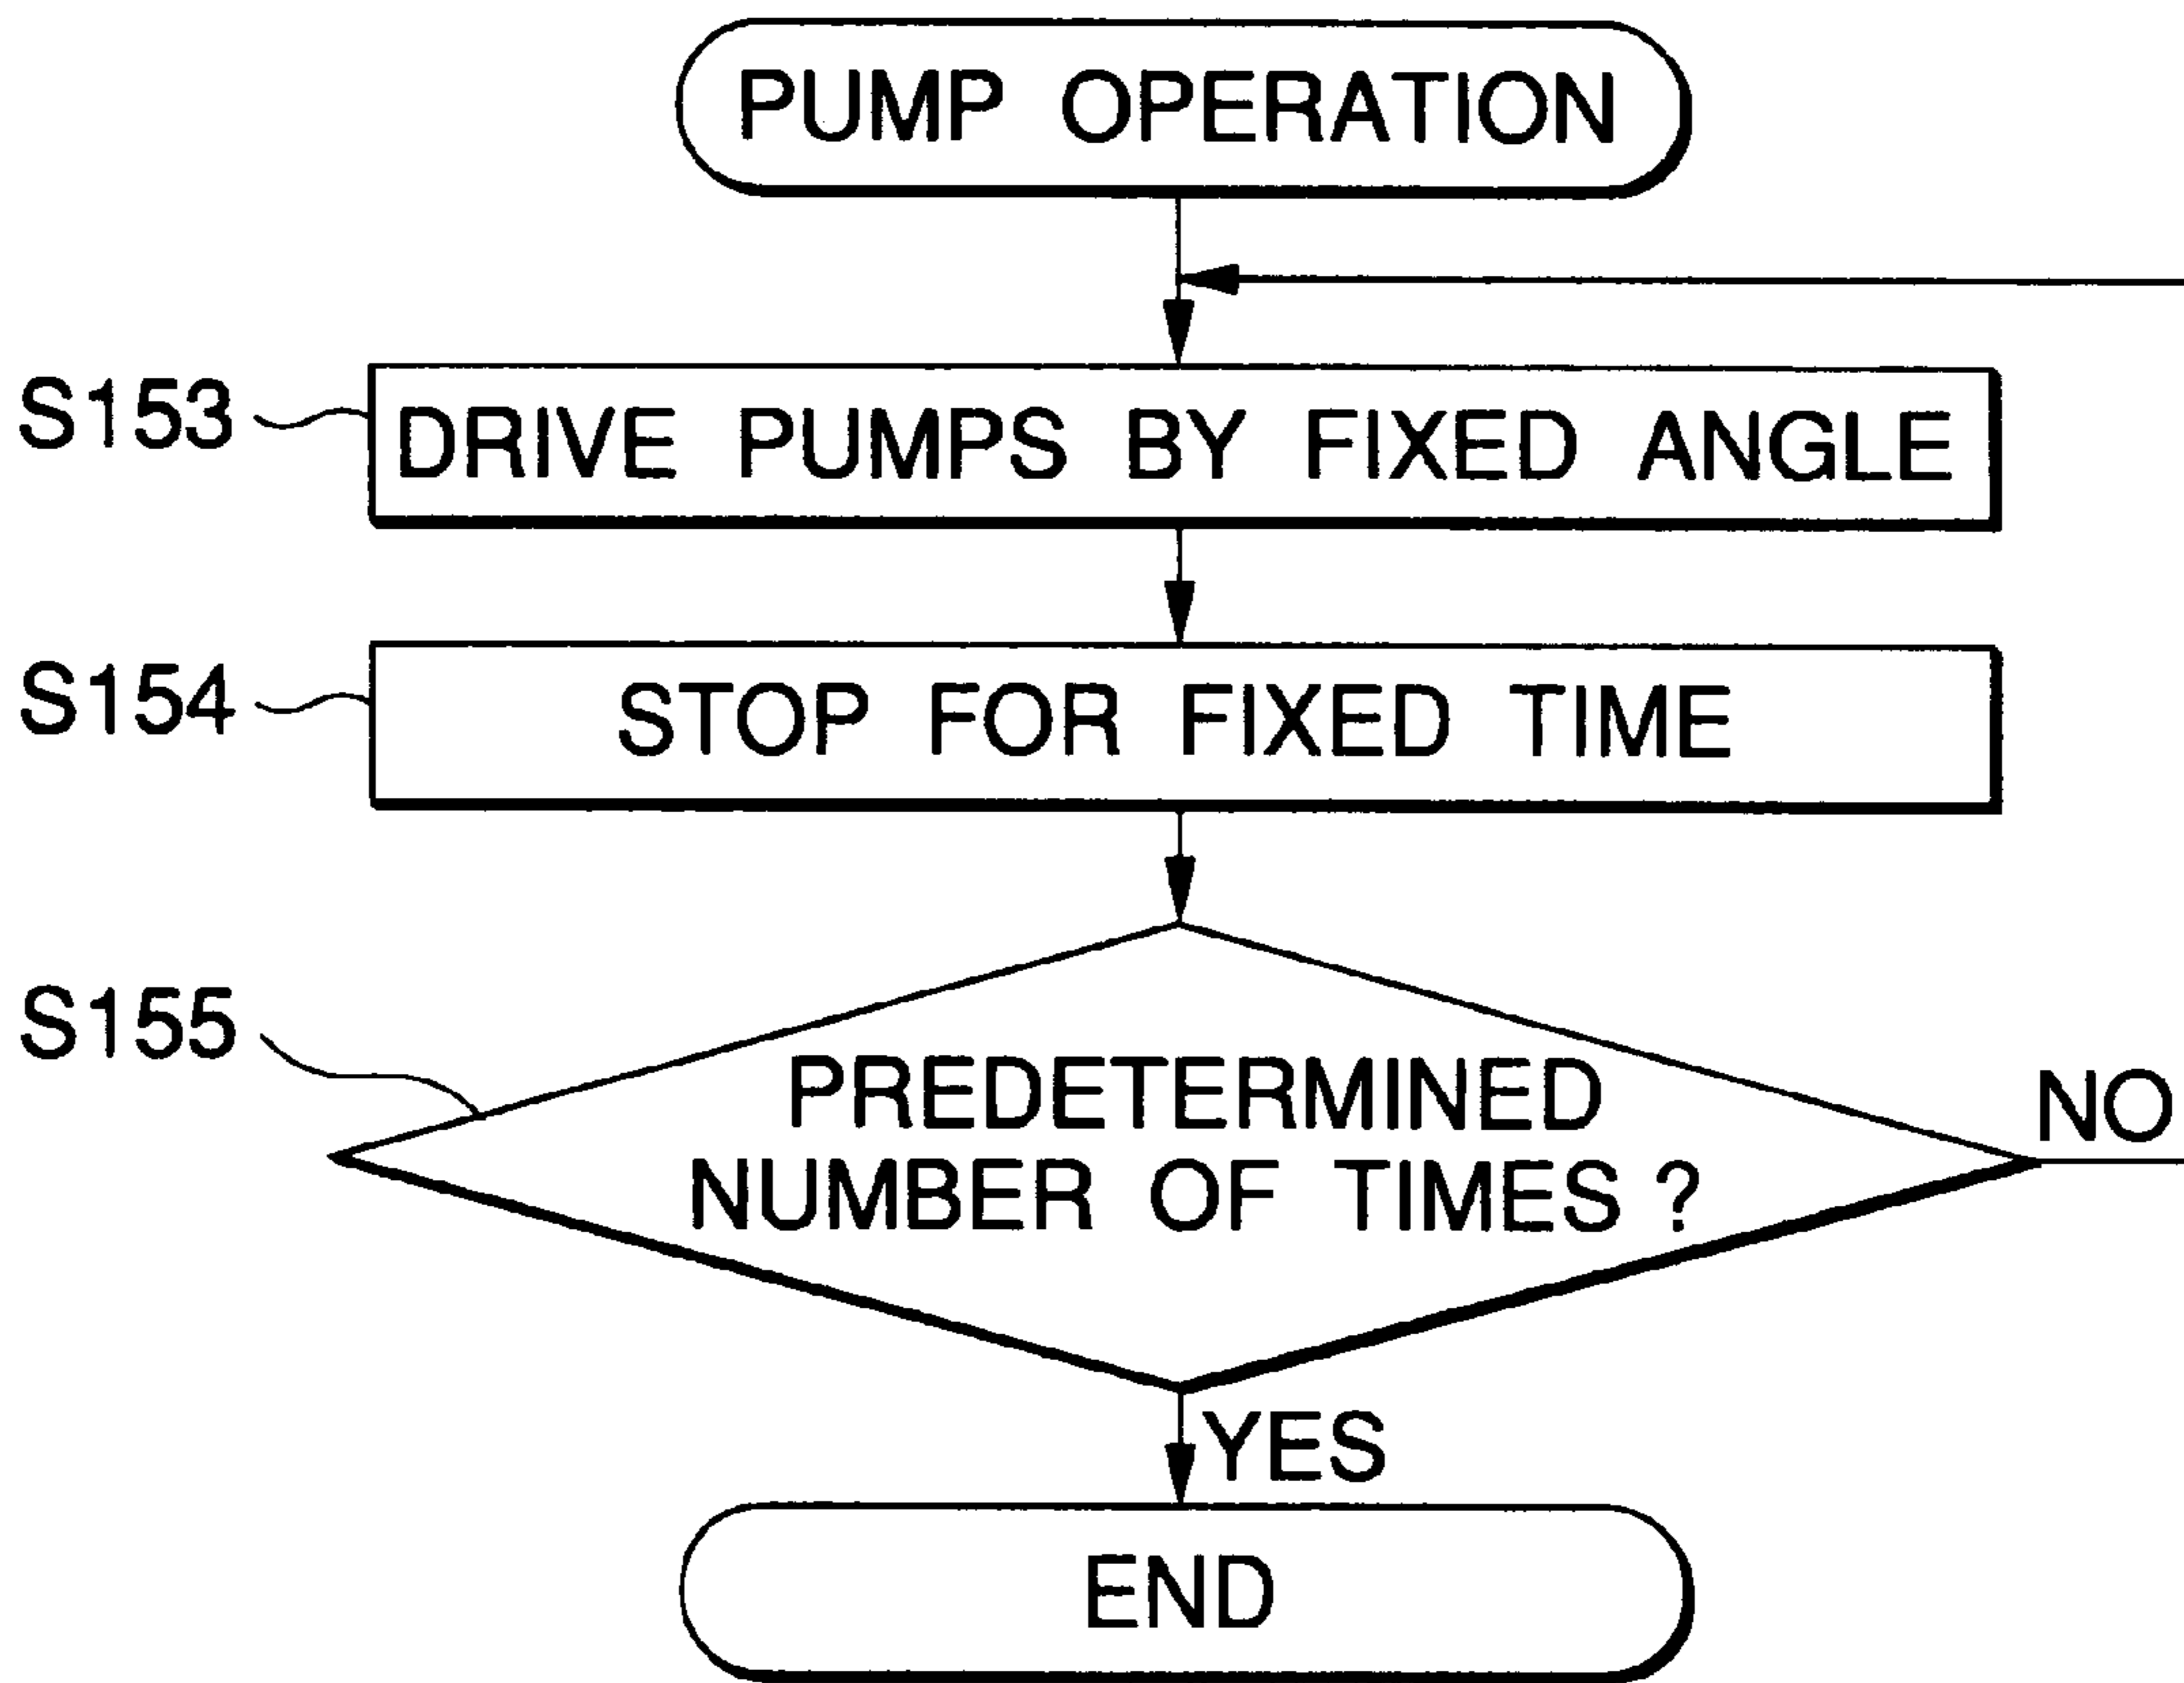 PUMP OPERATION
S153
DRIVE PUMPS BY FIXED ANGLE
S154
STOP FOR FIXED TIME
S155
PREDETERMINED
NUMBER OF TIMES ?
NO
YES
END